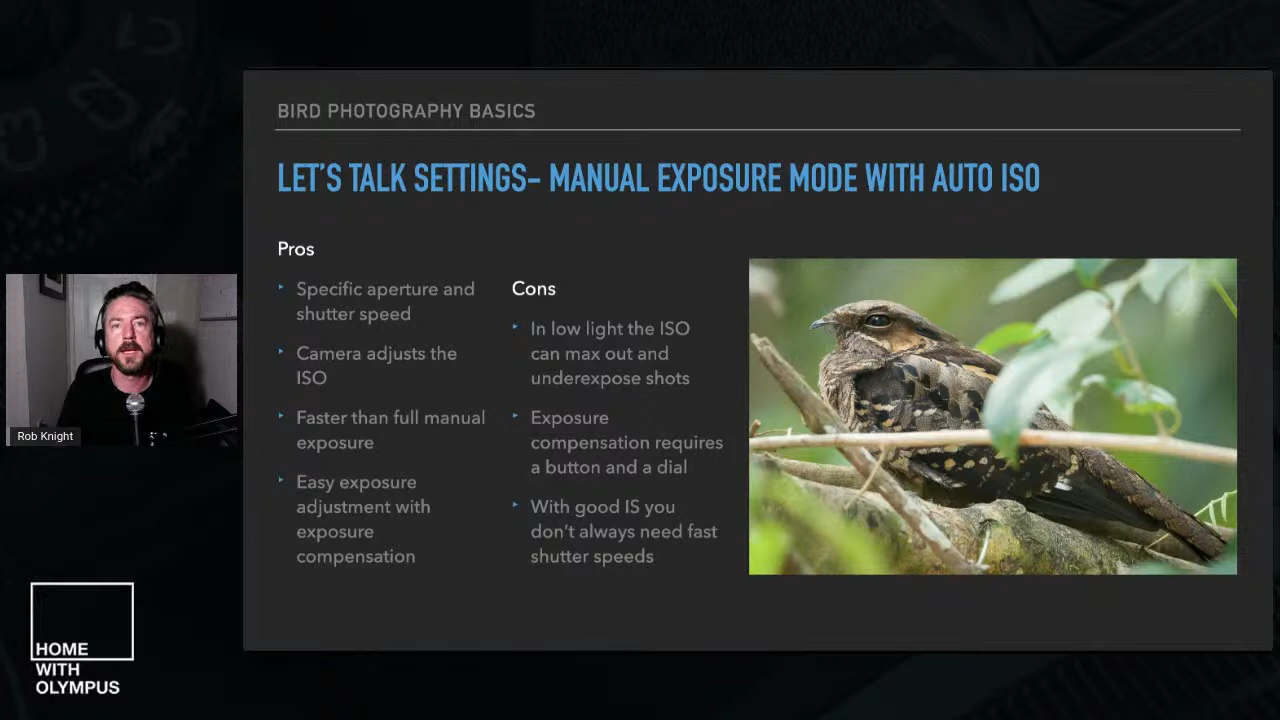 BIRD PHOTOGRAPHY BASICS
LET'S TALK SETTINGS– MANUAL EXPOSURE MODE WITH AUTO ISO
Pros
Specific aperture and
shutter speed
Camera adjusts the
ISO
Faster than full manual
exposure
Easy exposure
adjustment with
exposure
compensation
Cons
In low light the ISO
can max out and
underexpose shots
Exposure
compensation requires
a button and a dial
With good IS you
don't always need fast
shutter speeds
Rob Knight
HOME
WITH
OLYMPUS